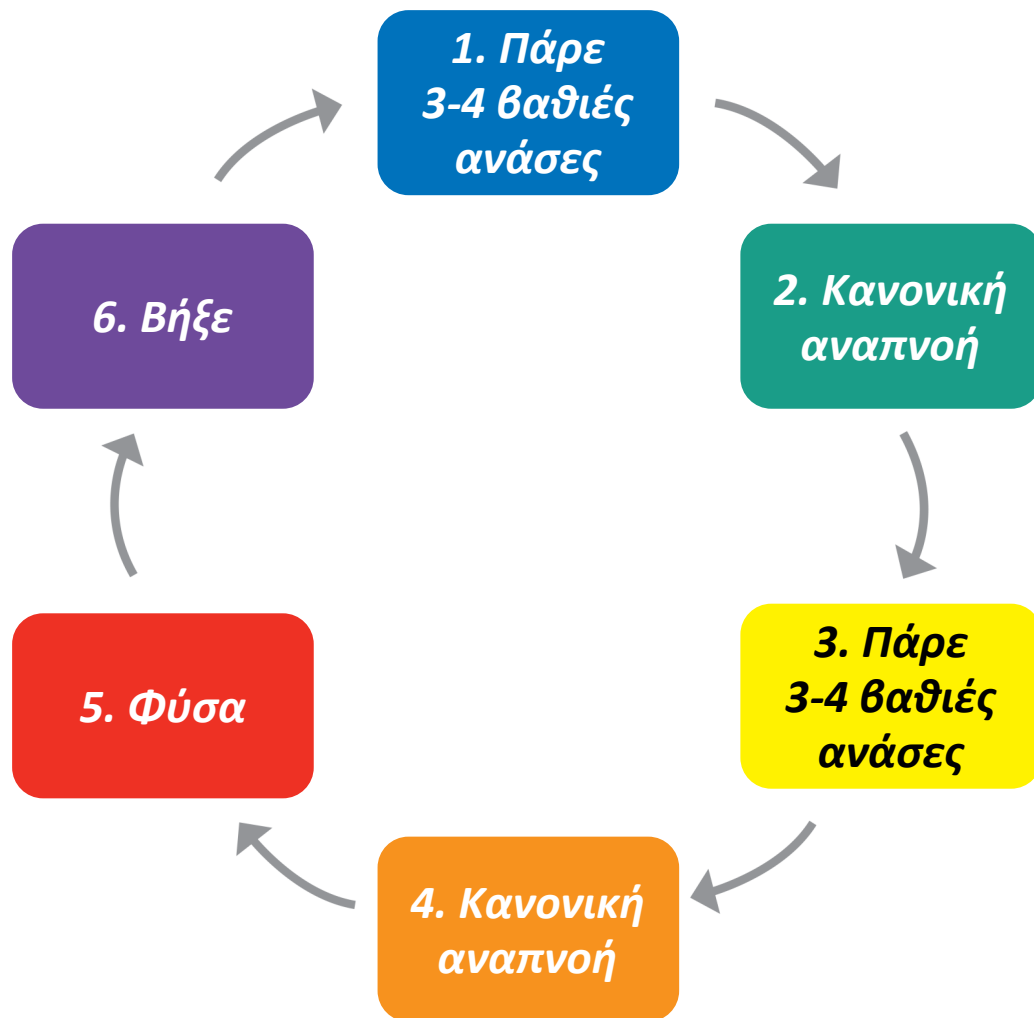 1. Πάρε
3-4 βαθιές
ανάσες
2. Κανονική
αναπνοή
3. Πάρε
3-4 βαθιές
ανάσες
4. Κανονική
αναπνοή
5. Φύσα
6. Βήξε